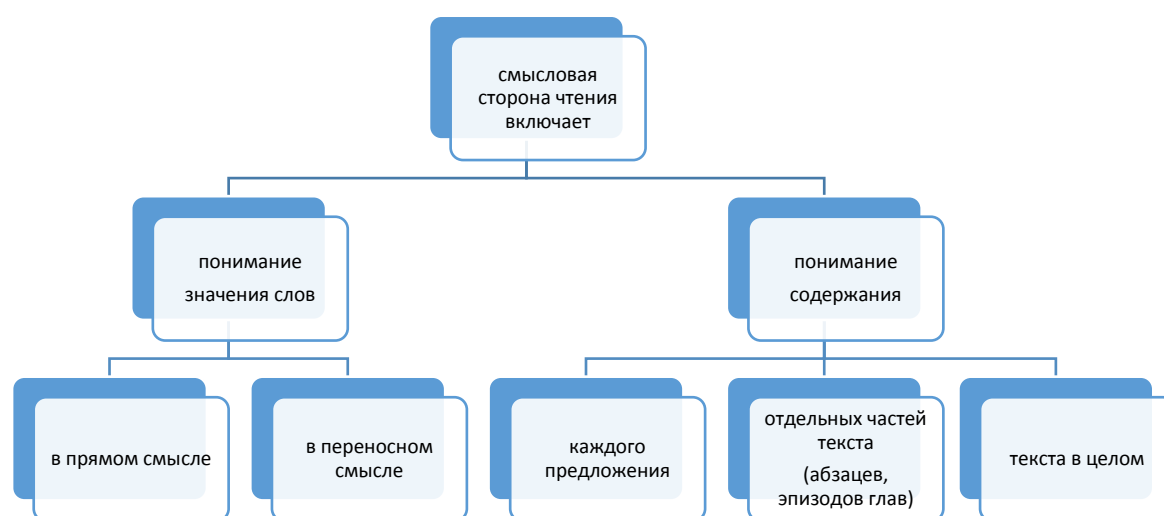 смысловая
сторона чтения
включает
понимание
значения слов
понимание
содержания
в прямом смысле
в переносном
смысле
каждого
предложения
отдельных частей
текста
(абзацев,
эпизодов глав)
текста в целом